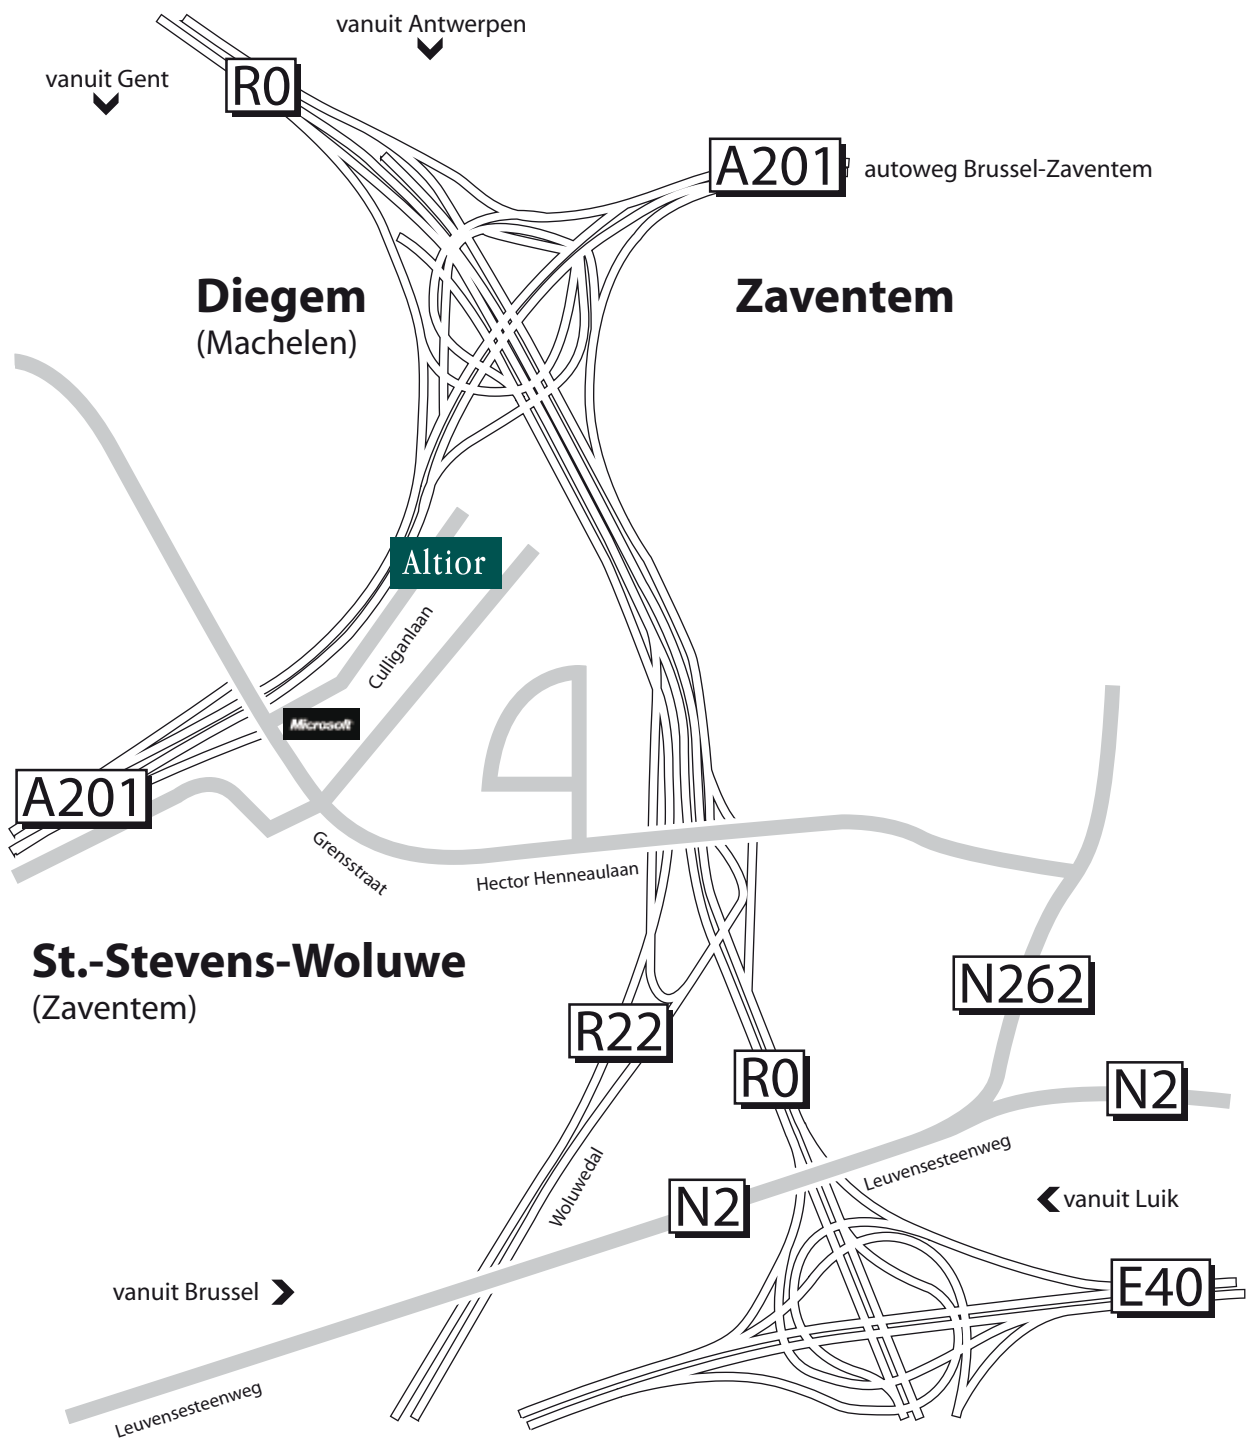 vanuit Antwerpen
vanuit Gent
R0
A201
autoweg Brussel-Zaventem
Diegem
(Machelen)
Zaventem
Altior
Culliganlaan
Microsoft
A201
Grensstraat
Hector Henneaulaan
St.-Stevens-Woluwe
(Zaventem)
N262
R22
R0
N2
Leuvensesteenweg
Woluwedal
N2
vanuit Luik
E40
vanuit Brussel
Leuvensesteenweg